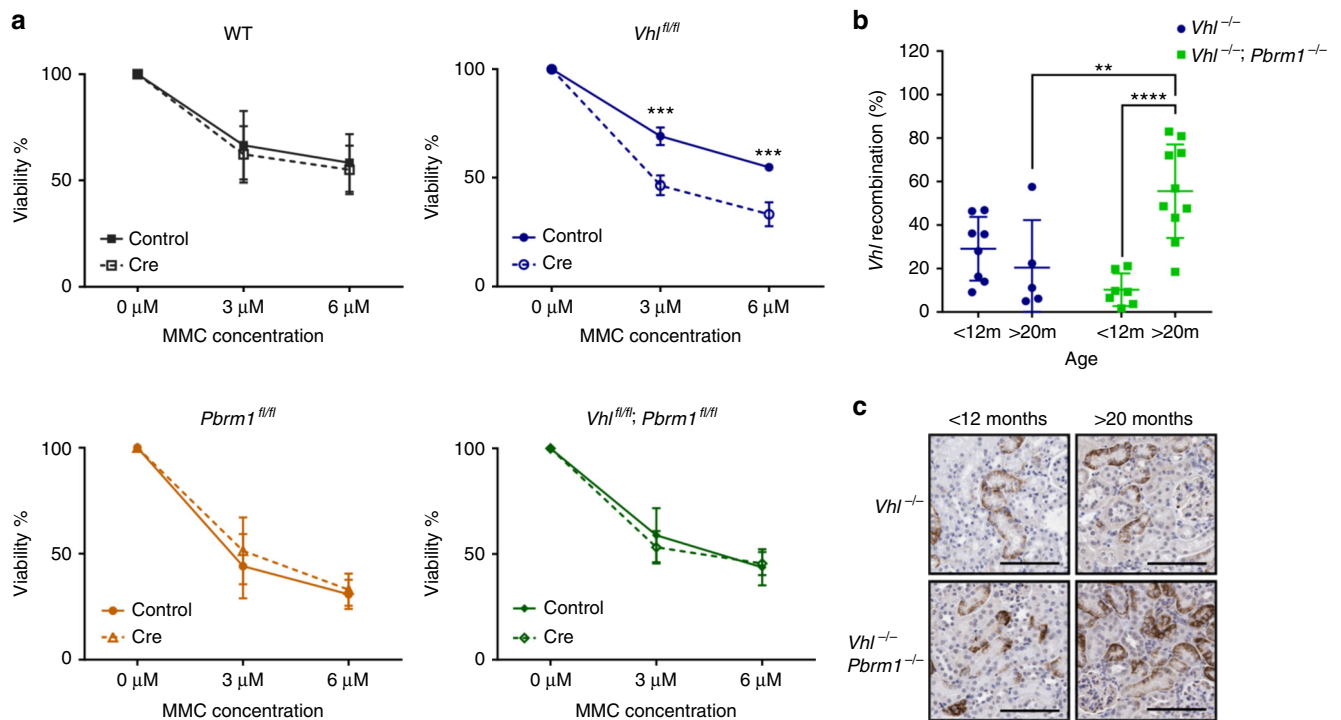 a
WT
100
50
0
Viability %
Control
Cre
0 µM 3 µM 6 µM
MMC concentration
Vhl fl/fl
100
50
0
Viability %
***
***
Control
Cre
0 µM 3 µM 6 µM
MMC concentration
Pbrm1 fl/fl
100
50
0
Viability %
Control
Cre
0 µM 3 µM 6 µM
MMC concentration
Vhl fl/fl; Pbrm1 fl/fl
100
50
0
Viability %
Control
Cre
0 µM 3 µM 6 µM
MMC concentration
b
Vhl −/−
Vhl −/−; Pbrm1 −/−
120
100
80
60
40
20
0
Vhl recombination (%)
**
****
<12m >20m <12m >20m
Age
c
<12 months >20 months
Vhl −/−
Vhl −/−
Pbrm1 −/−